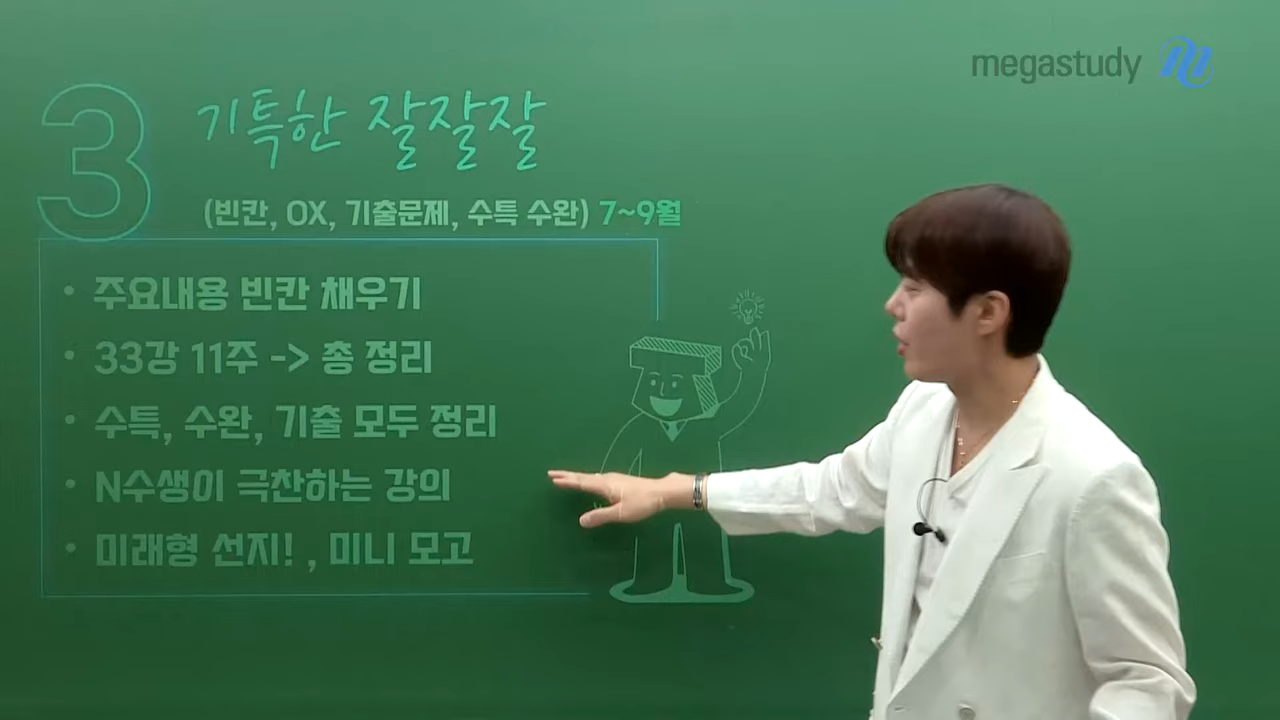 megastudy
3
기특한 잘잘잘
(빈칸, OX, 기출문제, 수특 수완) 7~9월
• 주요내용 빈칸 채우기
• 33강 11주 -> 총 정리
• 수특, 수완, 기출 모두 정리
• N수생이 극찬하는 강의
• 미래형 선지! , 미니 모고